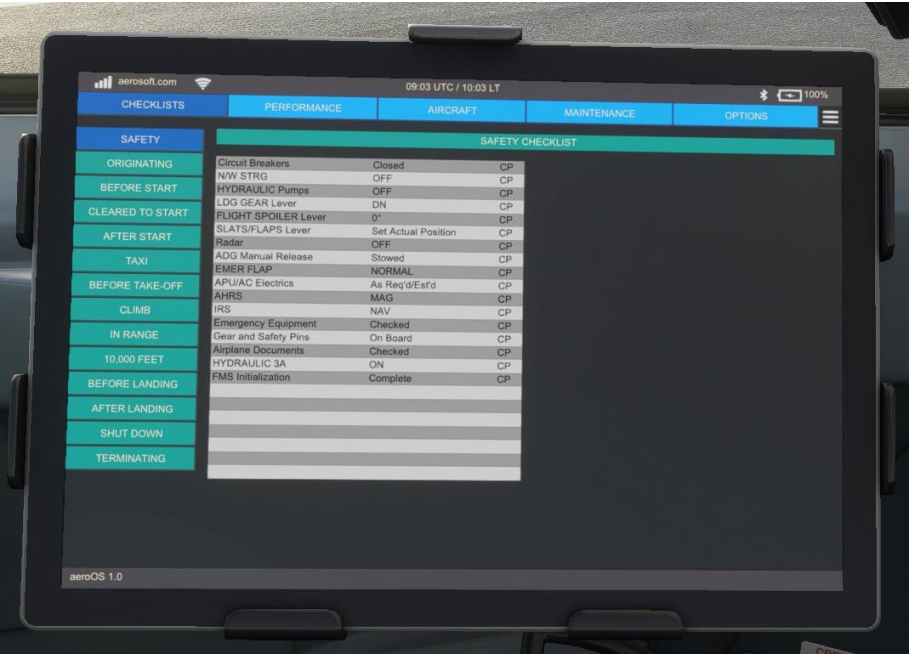 aerosoft.com
09:03 UTC / 10:03 LT
100%
CHECKLISTS PERFORMANCE AIRCRAFT MAINTENANCE OPTIONS
SAFETY
ORIGINATING
BEFORE START
CLEARED TO START
AFTER START
TAXI
BEFORE TAKE-OFF
CLIMB
IN RANGE
10,000 FEET
BEFORE LANDING
AFTER LANDING
SHUT DOWN
TERMINATING
SAFETY CHECKLIST
Circuit Breakers Closed CP
N/W STRG OFF CP
HYDRAULIC Pumps OFF CP
LDG GEAR Lever DN CP
FLIGHT SPOILER Lever 0° CP
SLATS/FLAPS Lever Set Actual Position CP
Radar OFF CP
ADG Manual Release Stowed CP
EMER FLAP NORMAL CP
APU/AC Electrics As Req'd/Est'd CP
AHRS MAG CP
IRS NAV CP
Emergency Equipment Checked CP
Gear and Safety Pins On Board CP
Airplane Documents Checked CP
HYDRAULIC 3A ON CP
FMS Initialization Complete CP
aeroOS 1.0